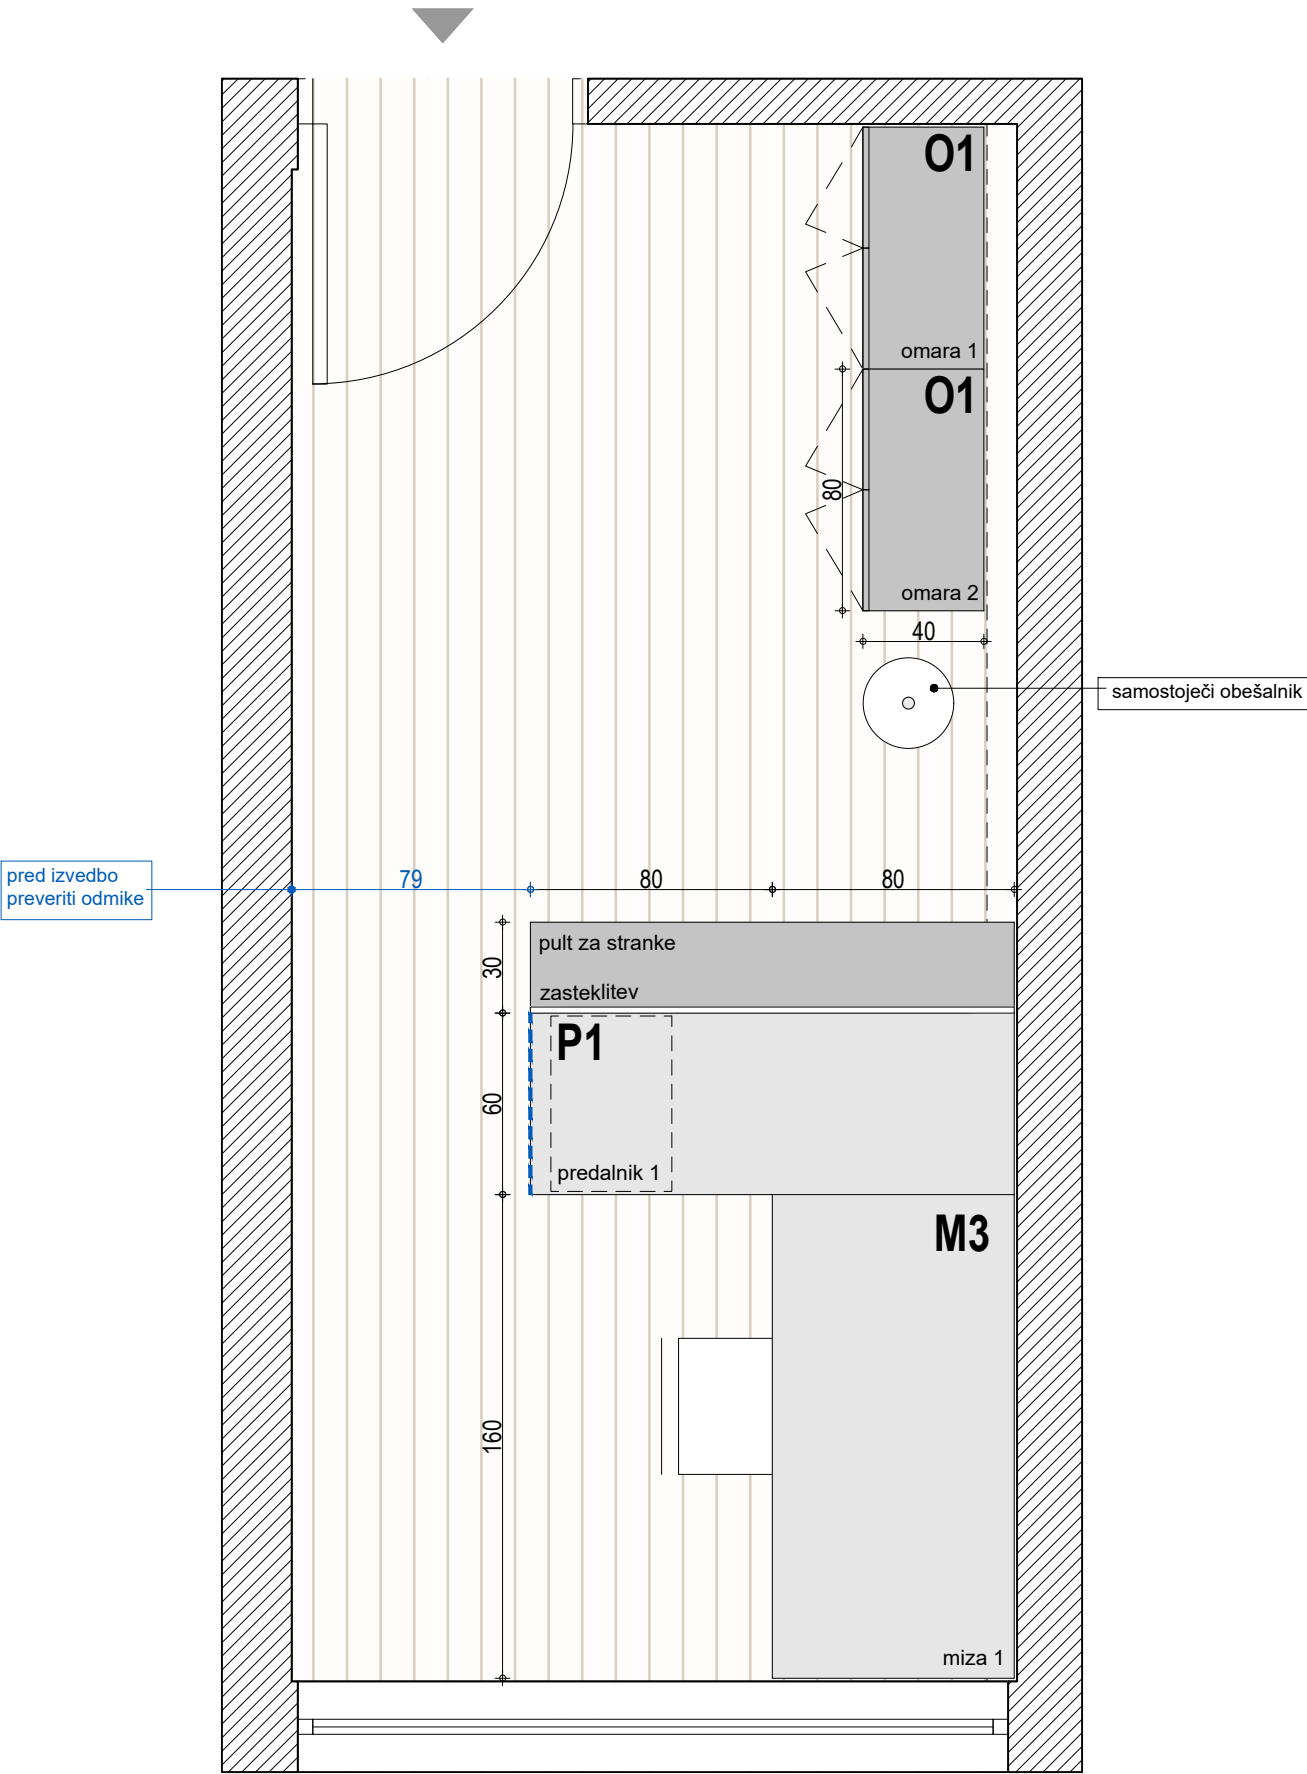 O1
omara 1
O1
80
omara 2
40
samostoječi obešalnik
pred izvedbo
preveriti odmike
79
80
80
30
pult za stranke
zasteklitev
P1
60
predalnik 1
M3
160
miza 1